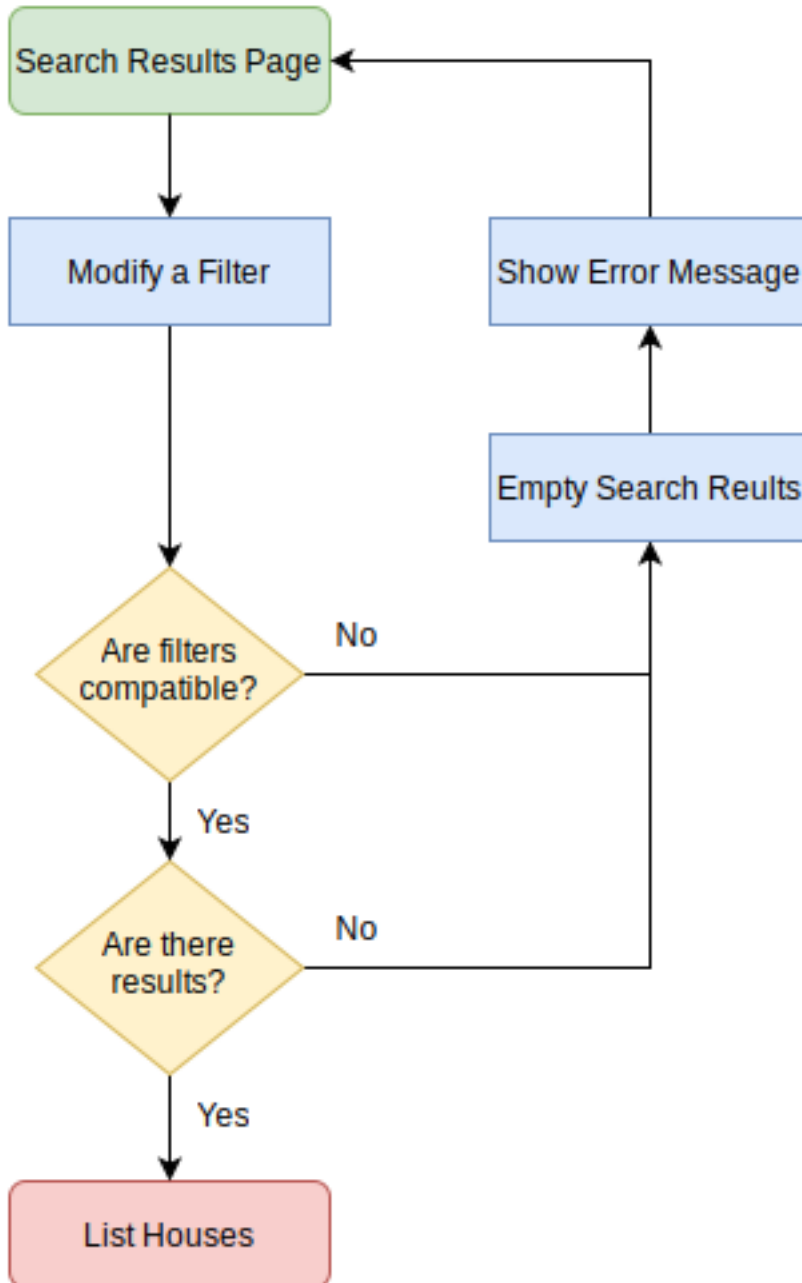 Search Results Page
Modify a Filter
Show Error Message
Empty Search Reults
Are filters
compatible?
No
Yes
Are there
results?
No
Yes
List Houses